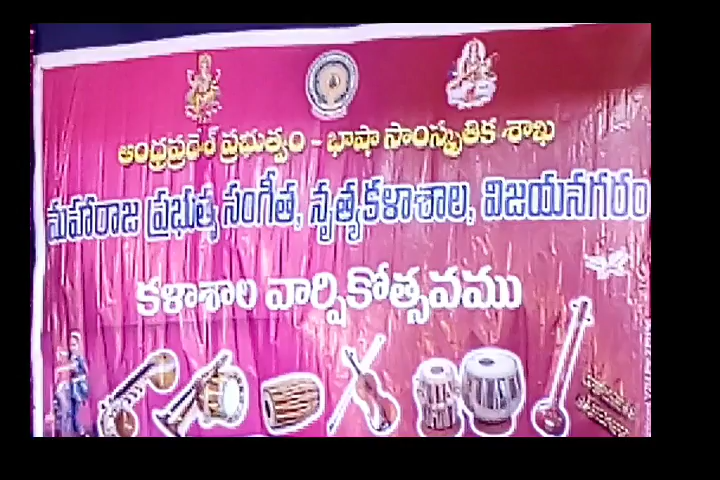 ఆంధ్రప్రదేశ్ ప్రభుత్వం - భాషా సాంస్కృతిక శాఖ
మహారాజ ప్రభుత్వ సంగీత, నృత్యకళాశాల, విజయనగరం
కళాశాల వార్షికోత్సవము